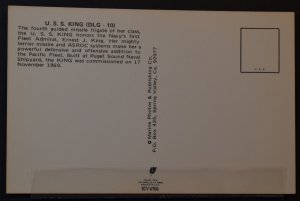 U. S. S. KING (DLG - 10)
The fourth guided missile frigate of her class,
the U. S. S. KING honors the Navy's first
Fleet Admiral, Ernest J. King. Her mighty
terrier missile and ASROC systems make her a
powerful defensive and offensive addition to
the Pacific Fleet. Built at Puget Sound Naval
Shipyard, the KING was commissioned on 17
November 1960.
© Marine Photos & Publishing Co.
P.O. Box 435, Spring Valley, Ca. 92077